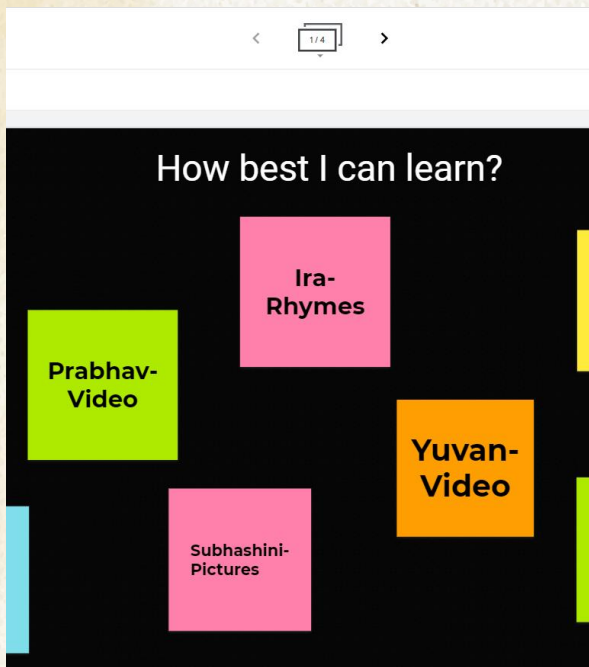 1/4
How best I can learn?
Ira-
Rhymes
Prabhav-
Video
Yuvan-
Video
Subhashini-
Pictures